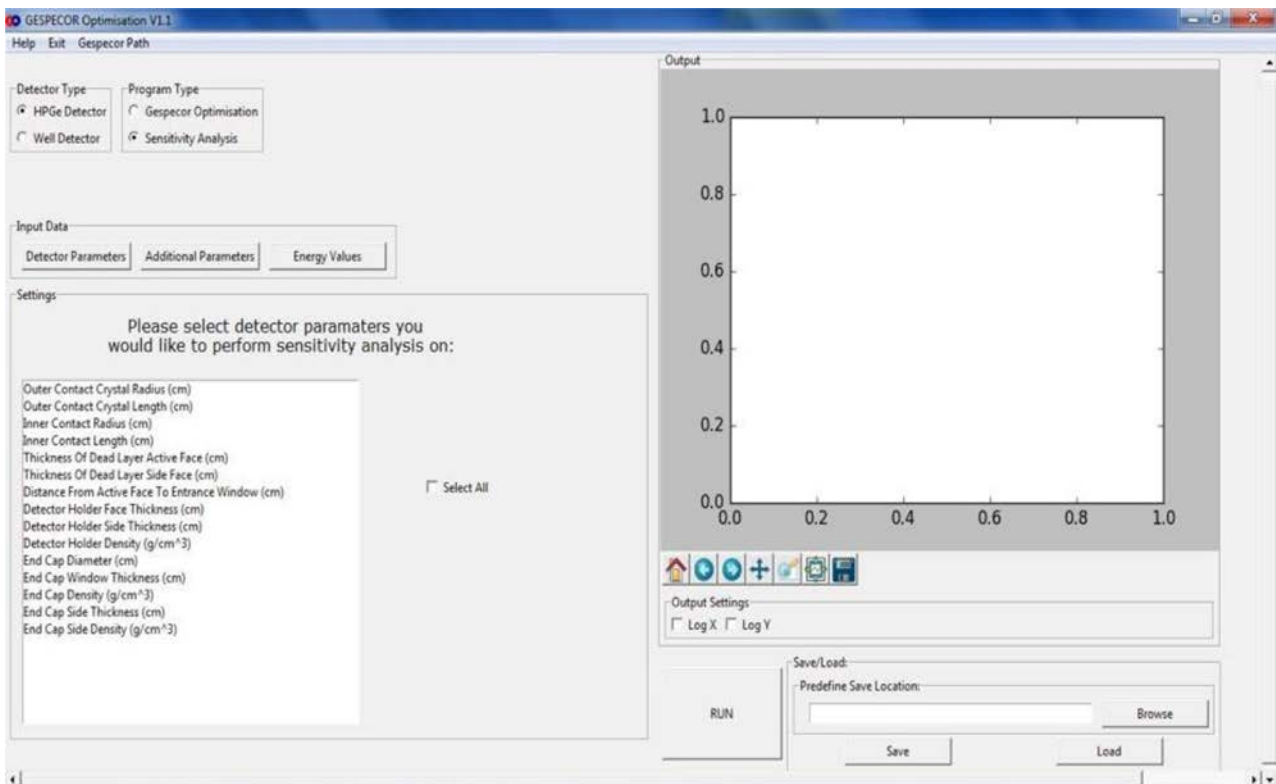 GESPECOR Optimisation V1.1
Help Exit Gespecor Path
Detector Type
HPGe Detector
Well Detector
Program Type
Gespecor Optimisation
Sensitivity Analysis
Input Data
Detector Parameters Additional Parameters Energy Values
Settings
Please select detector paramaters you
would like to perform sensitivity analysis on:
Outer Contact Crystal Radius (cm)
Outer Contact Crystal Length (cm)
Inner Contact Radius (cm)
Inner Contact Length (cm)
Thickness Of Dead Layer Active Face (cm)
Thickness Of Dead Layer Side Face (cm)
Distance From Active Face To Entrance Window (cm)
Detector Holder Face Thickness (cm)
Detector Holder Side Thickness (cm)
Detector Holder Density (g/cm^3)
End Cap Diameter (cm)
End Cap Window Thickness (cm)
End Cap Density (g/cm^3)
End Cap Side Thickness (cm)
End Cap Side Density (g/cm^3)
Select All
Output
1.0
0.8
0.6
0.4
0.2
0.0
0.0 0.2 0.4 0.6 0.8 1.0
Output Settings
Log X Log Y
RUN
Save/Load:
Predefine Save Location:
Browse
Save Load